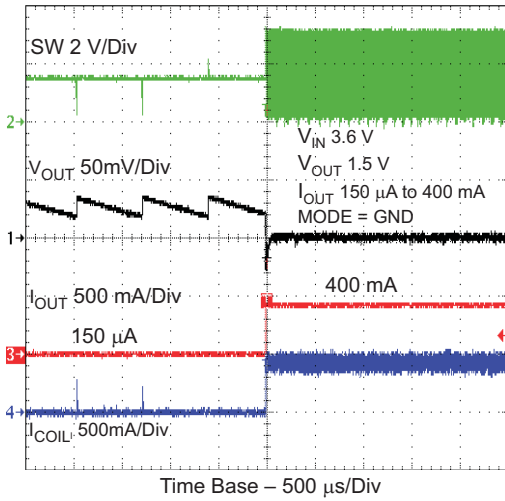 SW 2 V/Div
2
V_IN 3.6 V
V_OUT 50mV/Div
V_OUT 1.5 V
I_OUT 150 µA to 400 mA
MODE = GND
1
I_OUT 500 mA/Div
400 mA
T
150 µA
3
4
I_COIL 500mA/Div
Time Base – 500 µs/Div